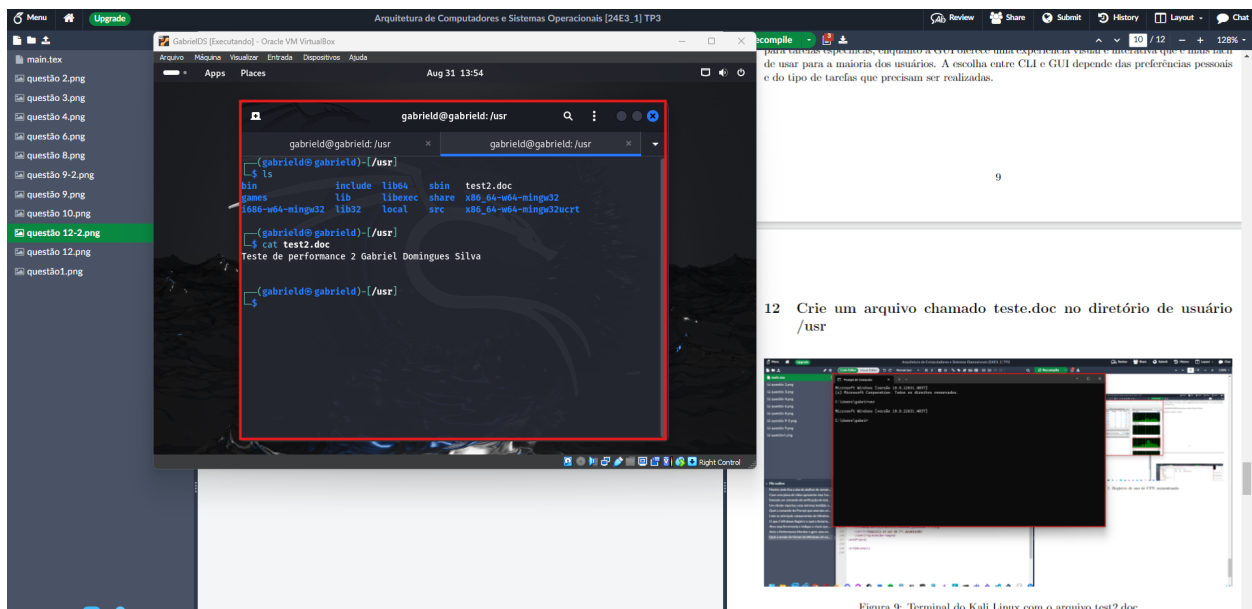 Menu
Upgrade
Arquitetura de Computadores e Sistemas Operacionais [24E3_1] TP3
Review
Share
Submit
History
Layout
Chat
main.tex
questão 2.png
questão 3.png
questão 4.png
questão 6.png
questão 8.png
questão 9-2.png
questão 9.png
questão 10.png
questão 12-2.png
questão 12.png
questão1.png
GabrielDS [Executando] - Oracle VM VirtualBox
Arquivo Máquina Visualizar Entrada Dispositivos Ajuda
Apps Places
Aug 31 13:54
gabrield@gabrield: /usr
gabrield@gabrield: /usr
gabrield@gabrield: /usr
(gabrield㉿gabrield)-[/usr]
$ ls
bin include lib64 sbin test2.doc
games lib libexec share x86_64-w64-mingw32
i686-w64-mingw32 lib32 local src x86_64-w64-mingw32ucrt
(gabrield㉿gabrield)-[/usr]
$ cat test2.doc
Teste de performance 2 Gabriel Domingues Silva
(gabrield㉿gabrield)-[/usr]
$
Right Control
ecompile
3
10 / 12
128%
para tarefas específicas, enquanto a GUI oferece uma experiência visual e interativa que é mais fácil
de usar para a maioria dos usuários. A escolha entre CLI e GUI depende das preferências pessoais
e do tipo de tarefas que precisam ser realizadas.
9
12 Crie um arquivo chamado teste.doc no diretório de usuário
/usr
Figura 9: Terminal do Kali Linux com o arquivo test2.doc